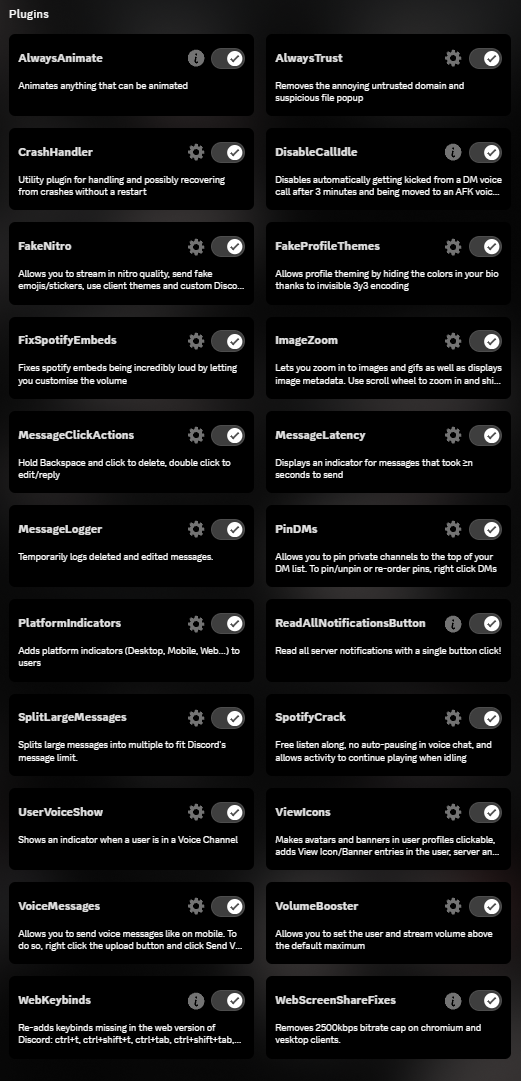 Plugins
AlwaysAnimate
Animates anything that can be animated
AlwaysTrust
Removes the annoying untrusted domain and
suspicious file popup
CrashHandler
Utility plugin for handling and possibly recovering
from crashes without a restart
DisableCallIdle
Disables automatically getting kicked from a DM voice
call after 3 minutes and being moved to an AFK voic...
FakeNitro
Allows you to stream in nitro quality, send fake
emojis/stickers, use client themes and custom Disco...
FakeProfileThemes
Allows profile theming by hiding the colors in your bio
thanks to invisible 3y3 encoding
FixSpotifyEmbeds
Fixes spotify embeds being incredibly loud by letting
you customise the volume
ImageZoom
Lets you zoom in to images and gifs as well as displays
image metadata. Use scroll wheel to zoom in and shi...
MessageClickActions
Hold Backspace and click to delete, double click to
edit/reply
MessageLatency
Displays an indicator for messages that took ≥n
seconds to send
MessageLogger
Temporarily logs deleted and edited messages.
PinDMs
Allows you to pin private channels to the top of your
DM list. To pin/unpin or re-order pins, right click DMs
PlatformIndicators
Adds platform indicators (Desktop, Mobile, Web...) to
users
ReadAllNotificationsButton
Read all server notifications with a single button click!
SplitLargeMessages
Splits large messages into multiple to fit Discord's
message limit.
SpotifyCrack
Free listen along, no auto-pausing in voice chat, and
allows activity to continue playing when idling
UserVoiceShow
Shows an indicator when a user is in a Voice Channel
ViewIcons
Makes avatars and banners in user profiles clickable,
adds View Icon/Banner entries in the user, server an...
VoiceMessages
Allows you to send voice messages like on mobile. To
do so, right click the upload button and click Send V...
VolumeBooster
Allows you to set the user and stream volume above
the default maximum
WebKeybinds
Re-adds keybinds missing in the web version of
Discord: ctrl+t, ctrl+shift+t, ctrl+tab, ctrl+shift+tab,...
WebScreenShareFixes
Removes 2500kbps bitrate cap on chromium and
vesktop clients.